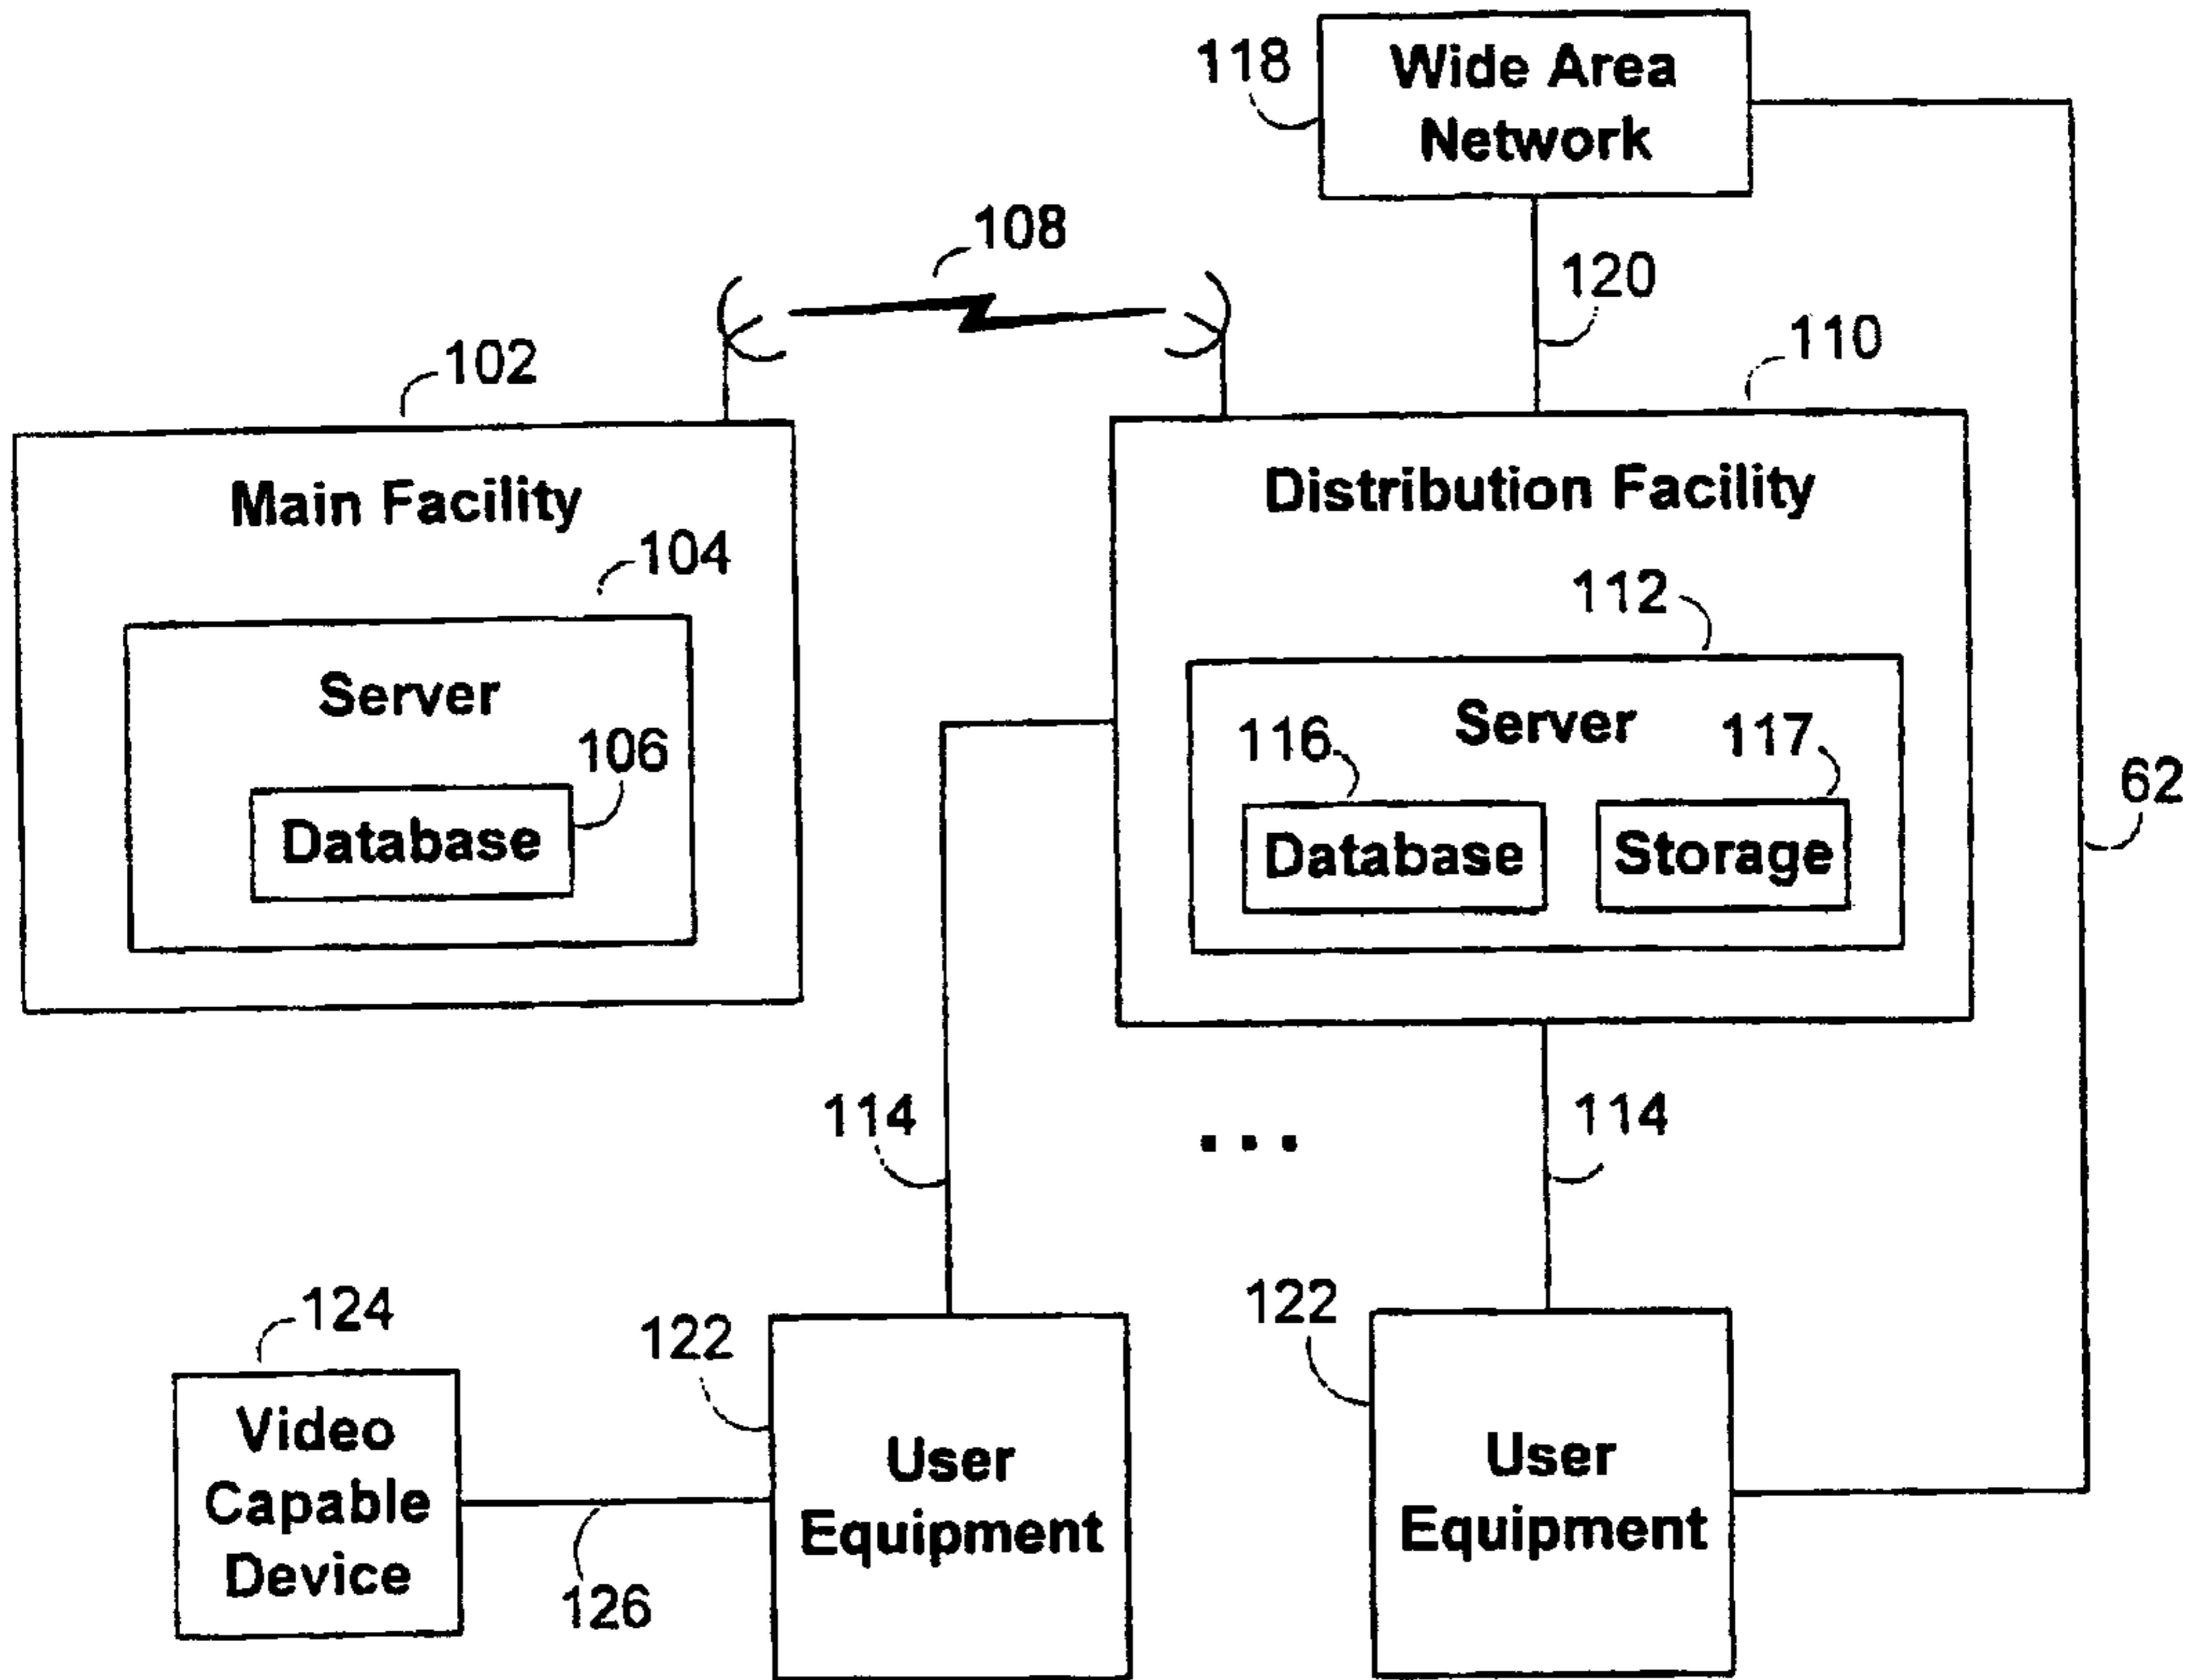 118
Wide Area
Network
108
120
102
110
Main Facility
Distribution Facility
104
112
Server
Server
106
116
117
62
Database
Database
Storage
114
...
114
124
122
122
Video
Capable
Device
User
Equipment
User
Equipment
126